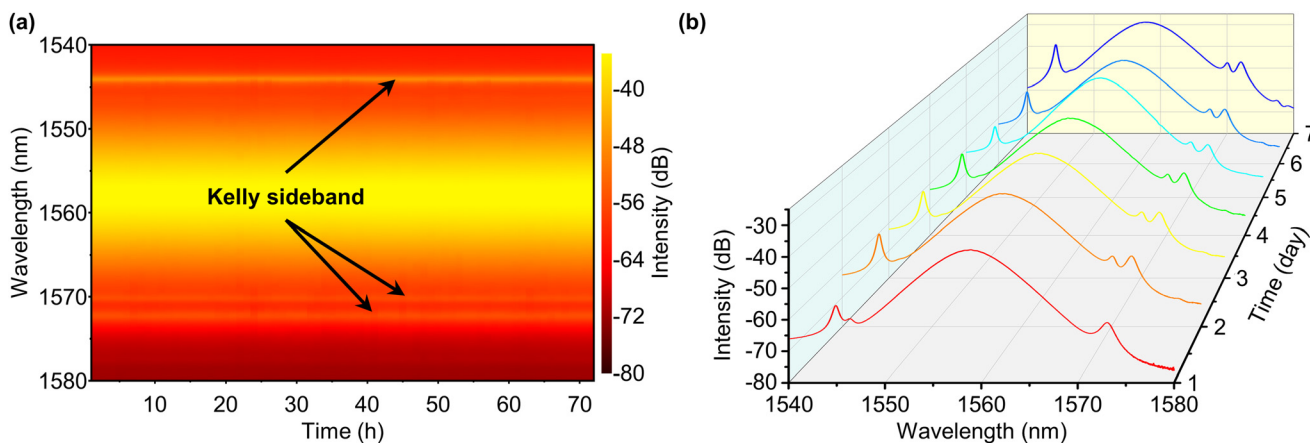 (a)
1540
1550
1560
1570
1580
Wavelength (nm)
Kelly sideband
10 20 30 40 50 60 70
Time (h)
-40
-48
-56
-64
-72
-80
Intensity (dB)
(b)
-30
-40
-50
-60
-70
-80
Intensity (dB)
1540 1550 1560 1570 1580
Wavelength (nm)
1
2
3
4
5
6
7
Time (day)